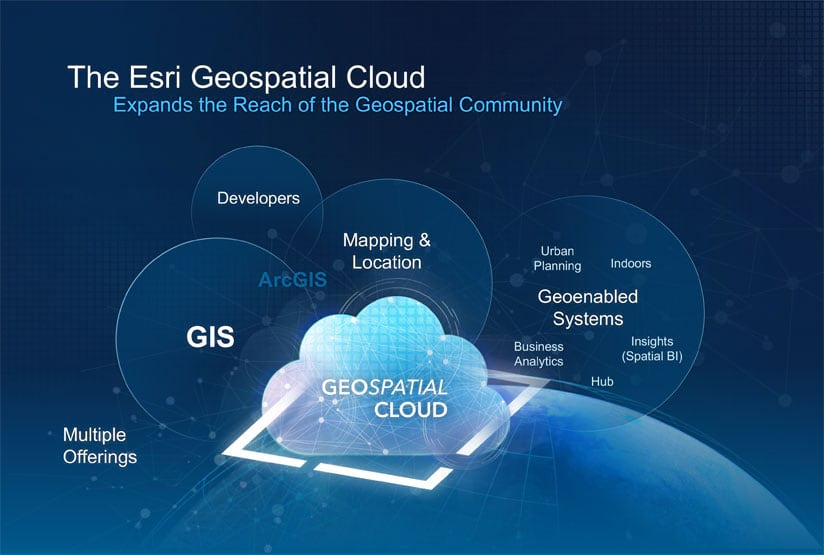 The Esri Geospatial Cloud
Expands the Reach of the Geospatial Community
Developers
Mapping &
Location
ArcGIS
GIS
Urban
Planning
Indoors
Geoenabled
Systems
Business
Analytics
Insights
(Spatial BI)
Hub
GEOSPATIAL
CLOUD
Multiple
Offerings